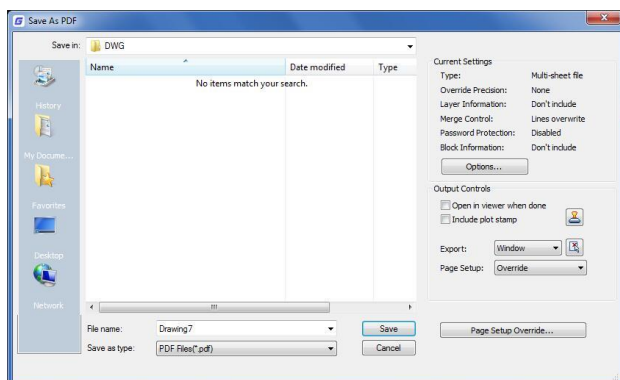 Save As PDF
Save in: DWG
Name Date modified Type
No items match your search.
History
My Docume...
Favorites
Desktop
Network
File name: Drawing7 Save
Save as type: PDF Files(*.pdf) Cancel
Current Settings
Type: Multi-sheet file
Override Precision: None
Layer Information: Don't include
Merge Control: Lines overwrite
Password Protection: Disabled
Block Information: Don't include
Options...
Output Controls
Open in viewer when done
Include plot stamp
Export: Window
Page Setup: Override
Page Setup Override...